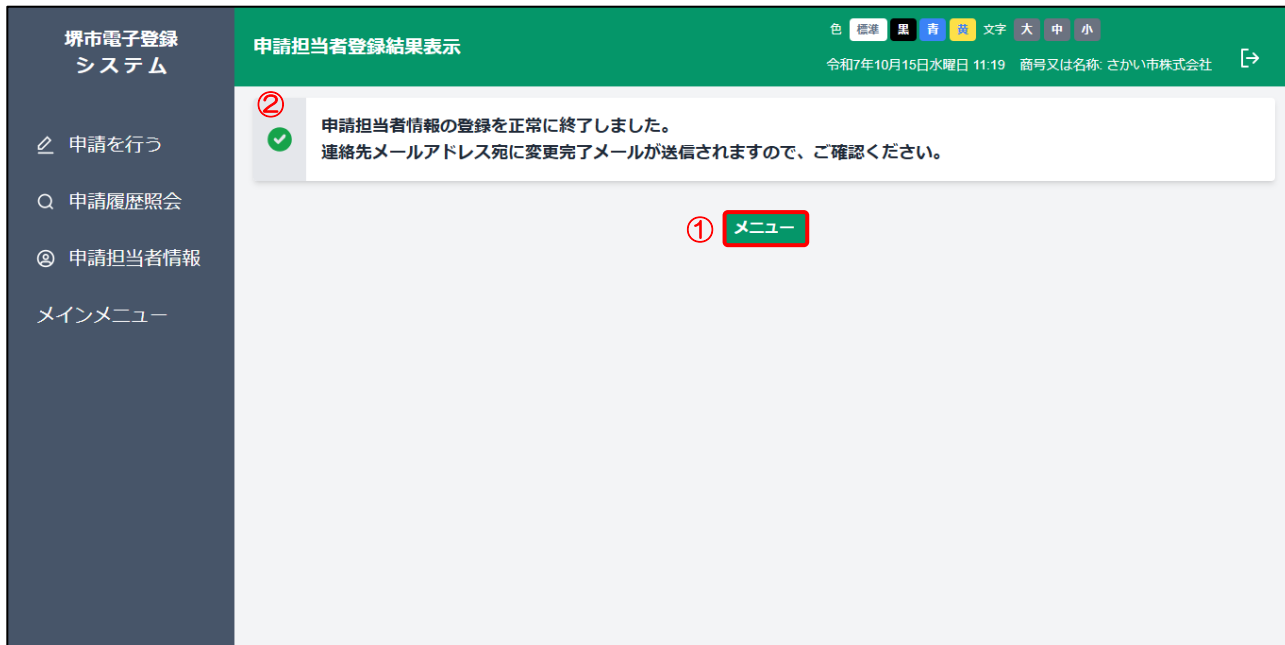 堺市電子登録
システム
申請を行う
申請履歴照会
申請担当者情報
メインメニュー
申請担当者登録結果表示
色 標準 黒 青 黄 文字 大 中 小
令和7年10月15日水曜日 11:19 商号又は名称: さかい市株式会社
②
申請担当者情報の登録を正常に終了しました。
連絡先メールアドレス宛に変更完了メールが送信されますので、ご確認ください。
① メニュー